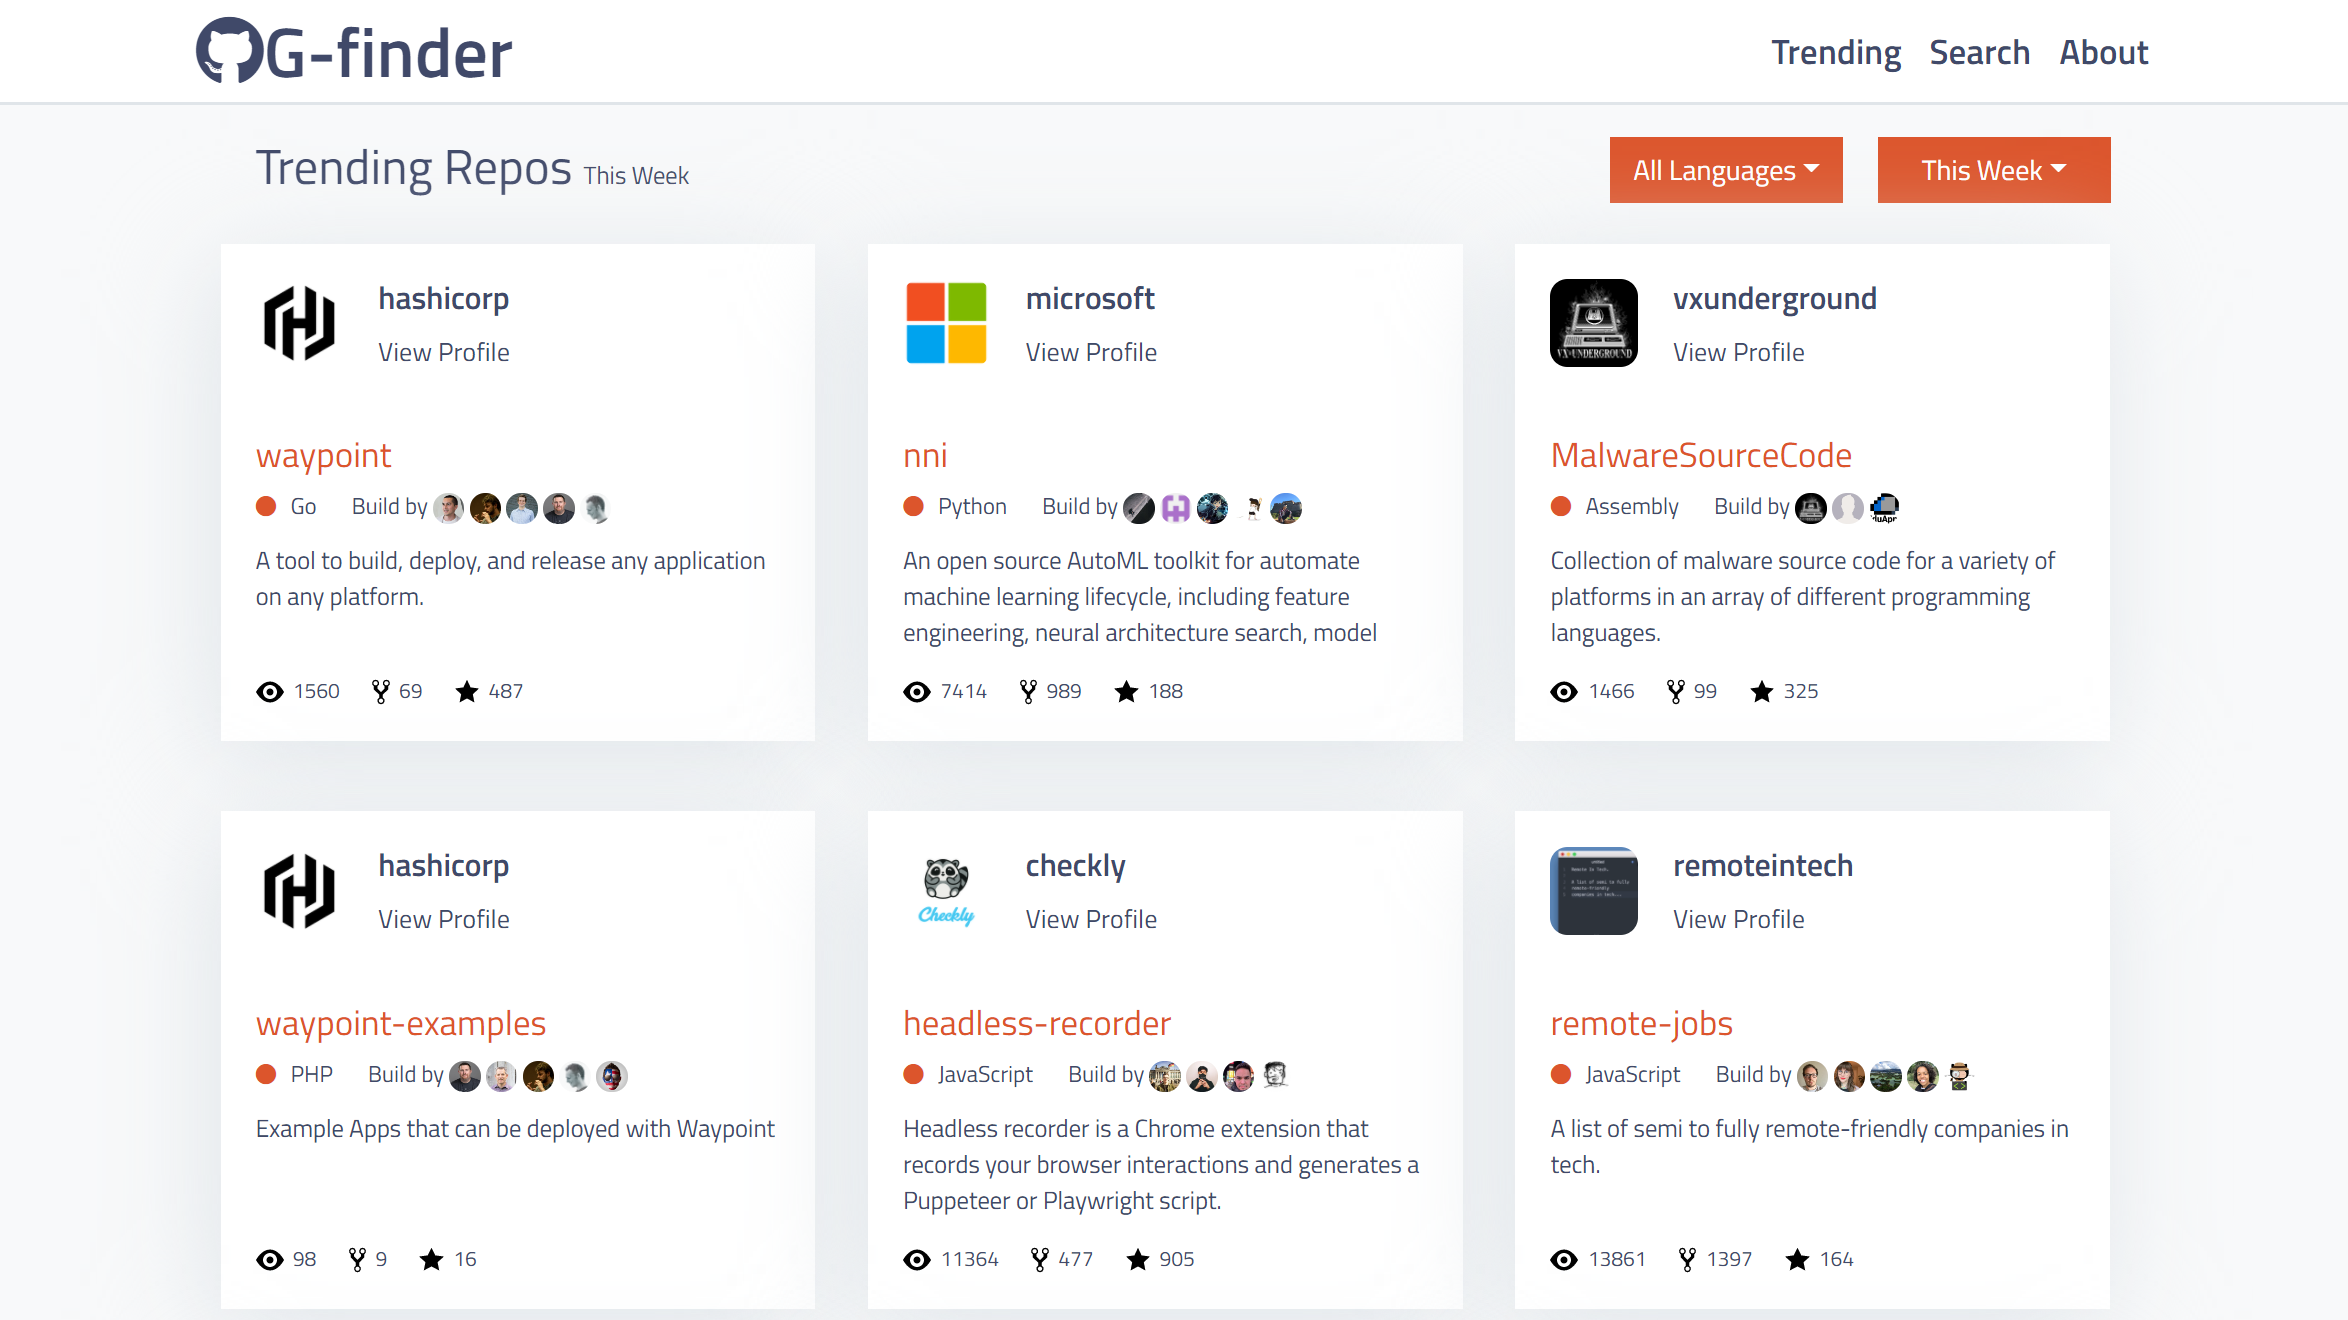 G-finder
Trending Search About
Trending Repos This Week
All Languages
This Week
hashicorp
View Profile
waypoint
Go Build by
A tool to build, deploy, and release any application
on any platform.
1560 69 487
microsoft
View Profile
nni
Python Build by
An open source AutoML toolkit for automate
machine learning lifecycle, including feature
engineering, neural architecture search, model
7414 989 188
VX-UNDERGROUND
vxunderground
View Profile
MalwareSourceCode
Assembly Build by
Collection of malware source code for a variety of
platforms in an array of different programming
languages.
1466 99 325
hashicorp
View Profile
waypoint-examples
PHP Build by
Example Apps that can be deployed with Waypoint
98 9 16
Checkly
checkly
View Profile
headless-recorder
JavaScript Build by
Headless recorder is a Chrome extension that
records your browser interactions and generates a
Puppeteer or Playwright script.
11364 477 905
remoteintech
View Profile
remote-jobs
JavaScript Build by
A list of semi to fully remote-friendly companies in
tech.
13861 1397 164